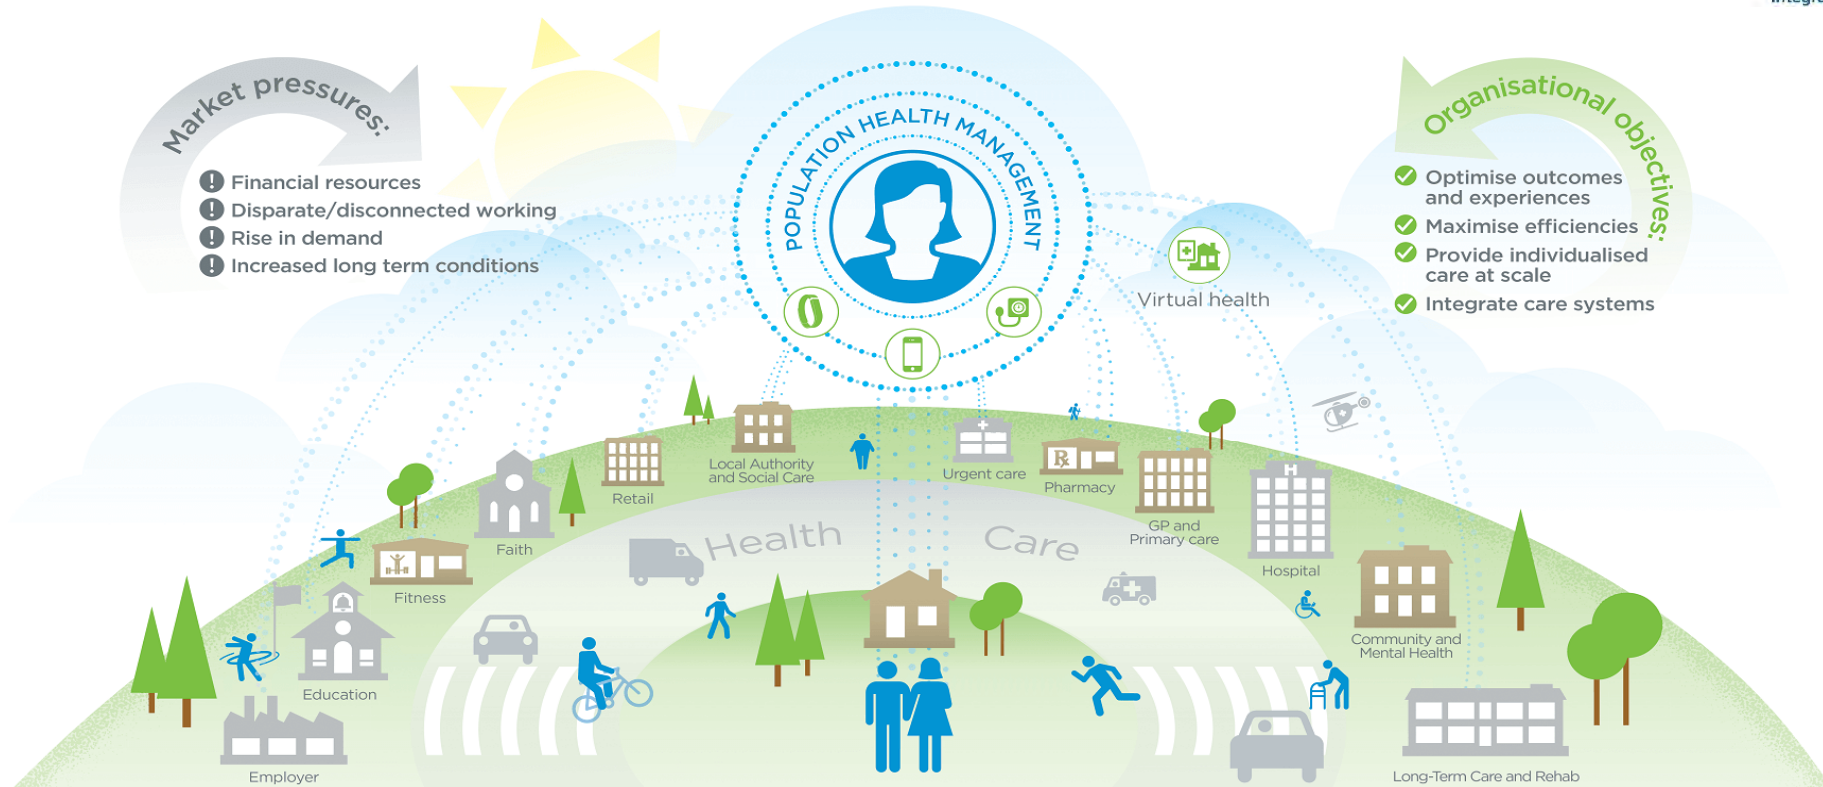 Market pressures:
Financial resources
Disparate/disconnected working
Rise in demand
Increased long term conditions
POPULATION HEALTH MANAGEMENT
Virtual health
Organisational objectives:
Optimise outcomes
and experiences
Maximise efficiencies
Provide individualised
care at scale
Integrate care systems
Local Authority
and Social Care
Retail
Faith
Fitness
Education
Employer
Health Care
Urgent care
Rx
Pharmacy
GP and
Primary care
H
Hospital
Community and
Mental Health
Long-Term Care and Rehab